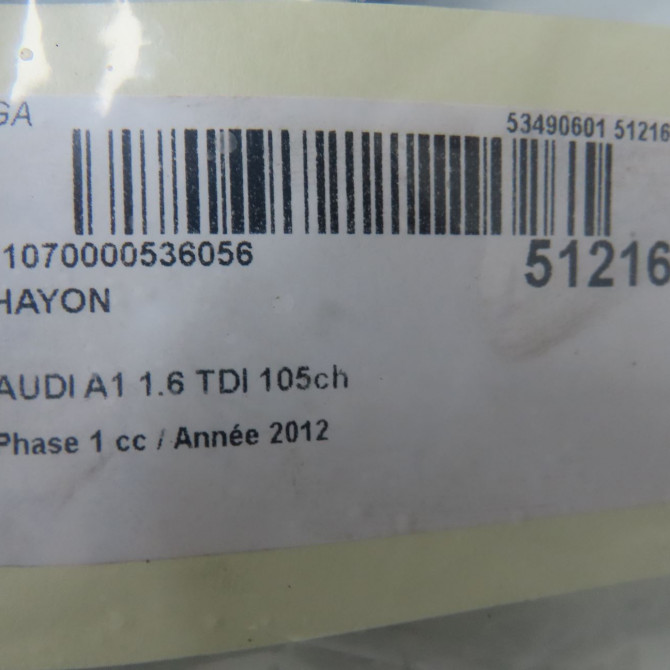 GA
53490601 51216
1070000536056
51216
HAYON
AUDI A1 1.6 TDI 105ch
Phase 1 cc / Année 2012